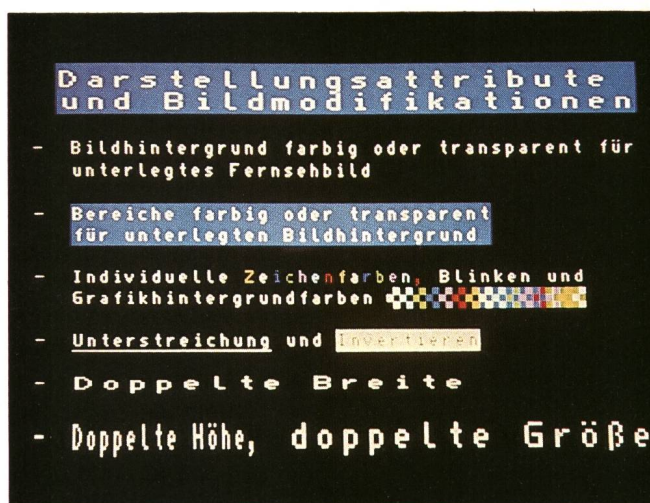 Darstellungsattribute
und Bildmodifikationen
- Bildhintergrund farbig oder transparent für
unterlegtes Fernsehbild
- Bereiche farbig oder transparent
für unterlegten Bildhintergrund
- Individuelle Zeichenfarben, Blinken und
Grafikhintergrundfarben
- Unterstreichung und Invertieren
- Doppelte Breite
- Doppelte Höhe, doppelte Größe